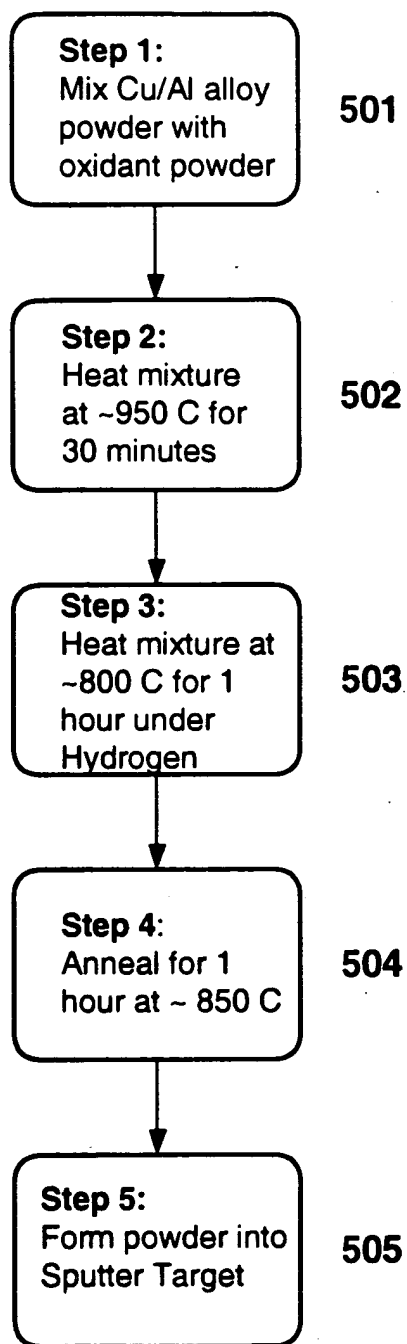 Step 1:
Mix Cu/Al alloy
powder with
oxidant powder
501
Step 2:
Heat mixture
at ~950 C for
30 minutes
502
Step 3:
Heat mixture at
~800 C for 1
hour under
Hydrogen
503
Step 4:
Anneal for 1
hour at ~ 850 C
504
Step 5:
Form powder into
Sputter Target
505